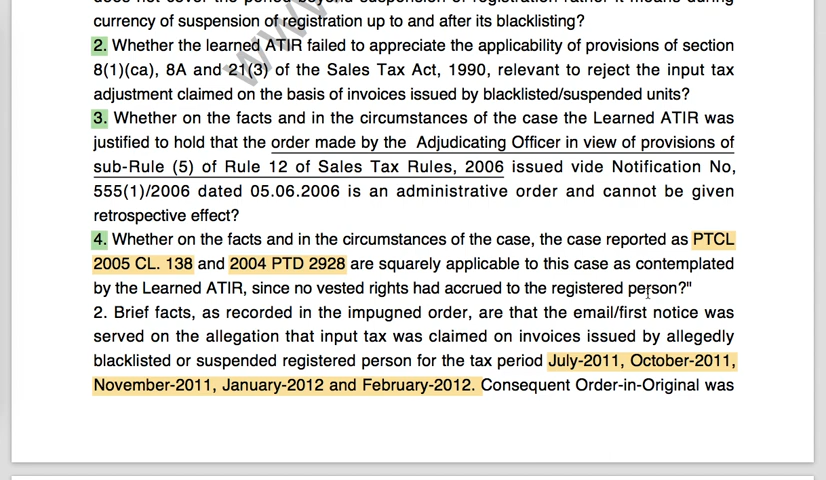 currency of suspension of registration up to and after its blacklisting?
2. Whether the learned ATIR failed to appreciate the applicability of provisions of section
8(1)(ca), 8A and 21(3) of the Sales Tax Act, 1990, relevant to reject the input tax
adjustment claimed on the basis of invoices issued by blacklisted/suspended units?
3. Whether on the facts and in the circumstances of the case the Learned ATIR was
justified to hold that the order made by the Adjudicating Officer in view of provisions of
sub-Rule (5) of Rule 12 of Sales Tax Rules, 2006 issued vide Notification No,
555(1)/2006 dated 05.06.2006 is an administrative order and cannot be given
retrospective effect?
4. Whether on the facts and in the circumstances of the case, the case reported as PTCL
2005 CL. 138 and 2004 PTD 2928 are squarely applicable to this case as contemplated
by the Learned ATIR, since no vested rights had accrued to the registered person?"
2. Brief facts, as recorded in the impugned order, are that the email/first notice was
served on the allegation that input tax was claimed on invoices issued by allegedly
blacklisted or suspended registered person for the tax period July-2011, October-2011,
November-2011, January-2012 and February-2012. Consequent Order-in-Original was